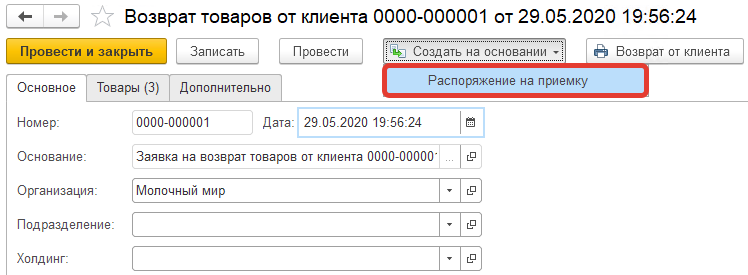 Возврат товаров от клиента 0000-000001 от 29.05.2020 19:56:24
Провести и закрыть Записать Провести Создать на основании Возврат от клиента
Распоряжение на приемку
Основное Товары (3) Дополнительно
Номер: 0000-000001 Дата: 29.05.2020 19:56:24
Основание: Заявка на возврат товаров от клиента 0000-00000 ...
Организация: Молочный мир
Подразделение:
Холдинг: